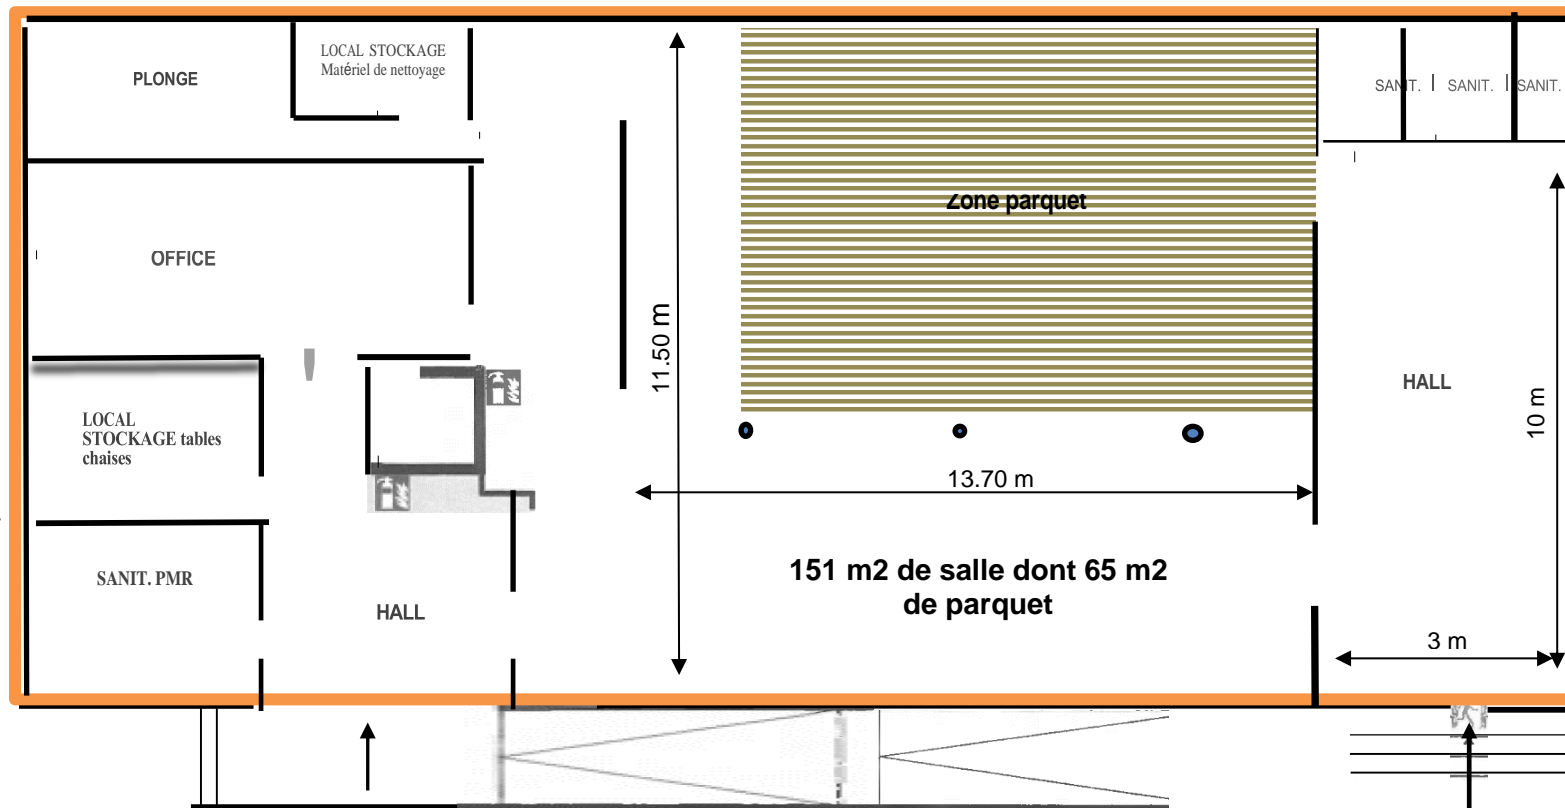 LOCAL STOCKAGE
Matériel de nettoyage
PLONGE
SANIT.
SANIT.
SANIT.
Zone parquet
OFFICE
11.50 m
HALL
10 m
LOCAL
STOCKAGE tables
chaises
13.70 m
151 m2 de salle dont 65 m2
de parquet
SANIT. PMR
HALL
3 m